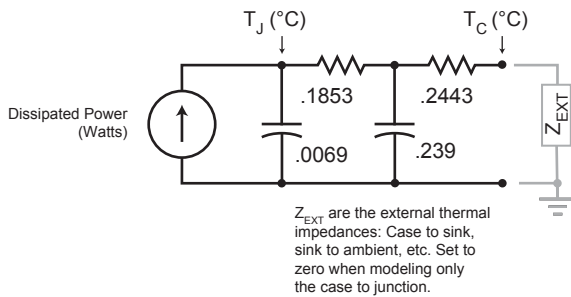 T_J (°C) T_C (°C)
.1853 .2443
Dissipated Power
(Watts)
Z_EXT
.0069 .239
Z_EXT are the external thermal
impedances: Case to sink,
sink to ambient, etc. Set to
zero when modeling only
the case to junction.